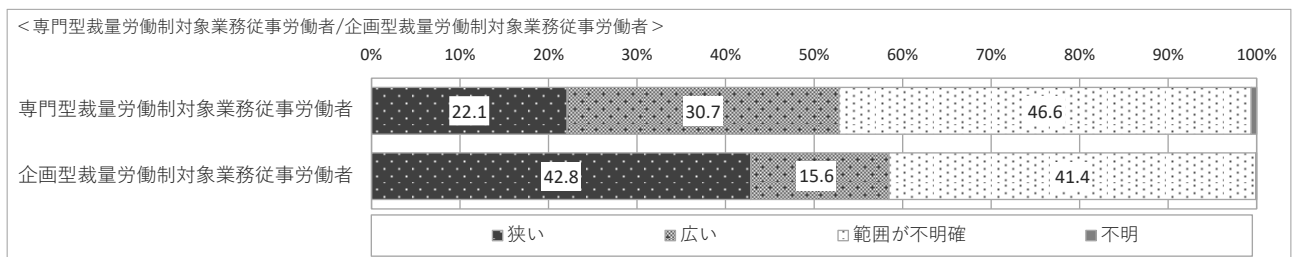 ＜専門型裁量労働制対象業務従事労働者/企画型裁量労働制対象業務従事労働者＞
0% 10% 20% 30% 40% 50% 60% 70% 80% 90% 100%
専門型裁量労働制対象業務従事労働者 22.1 30.7 46.6
企画型裁量労働制対象業務従事労働者 42.8 15.6 41.4
狭い 広い 範囲が不明確 不明